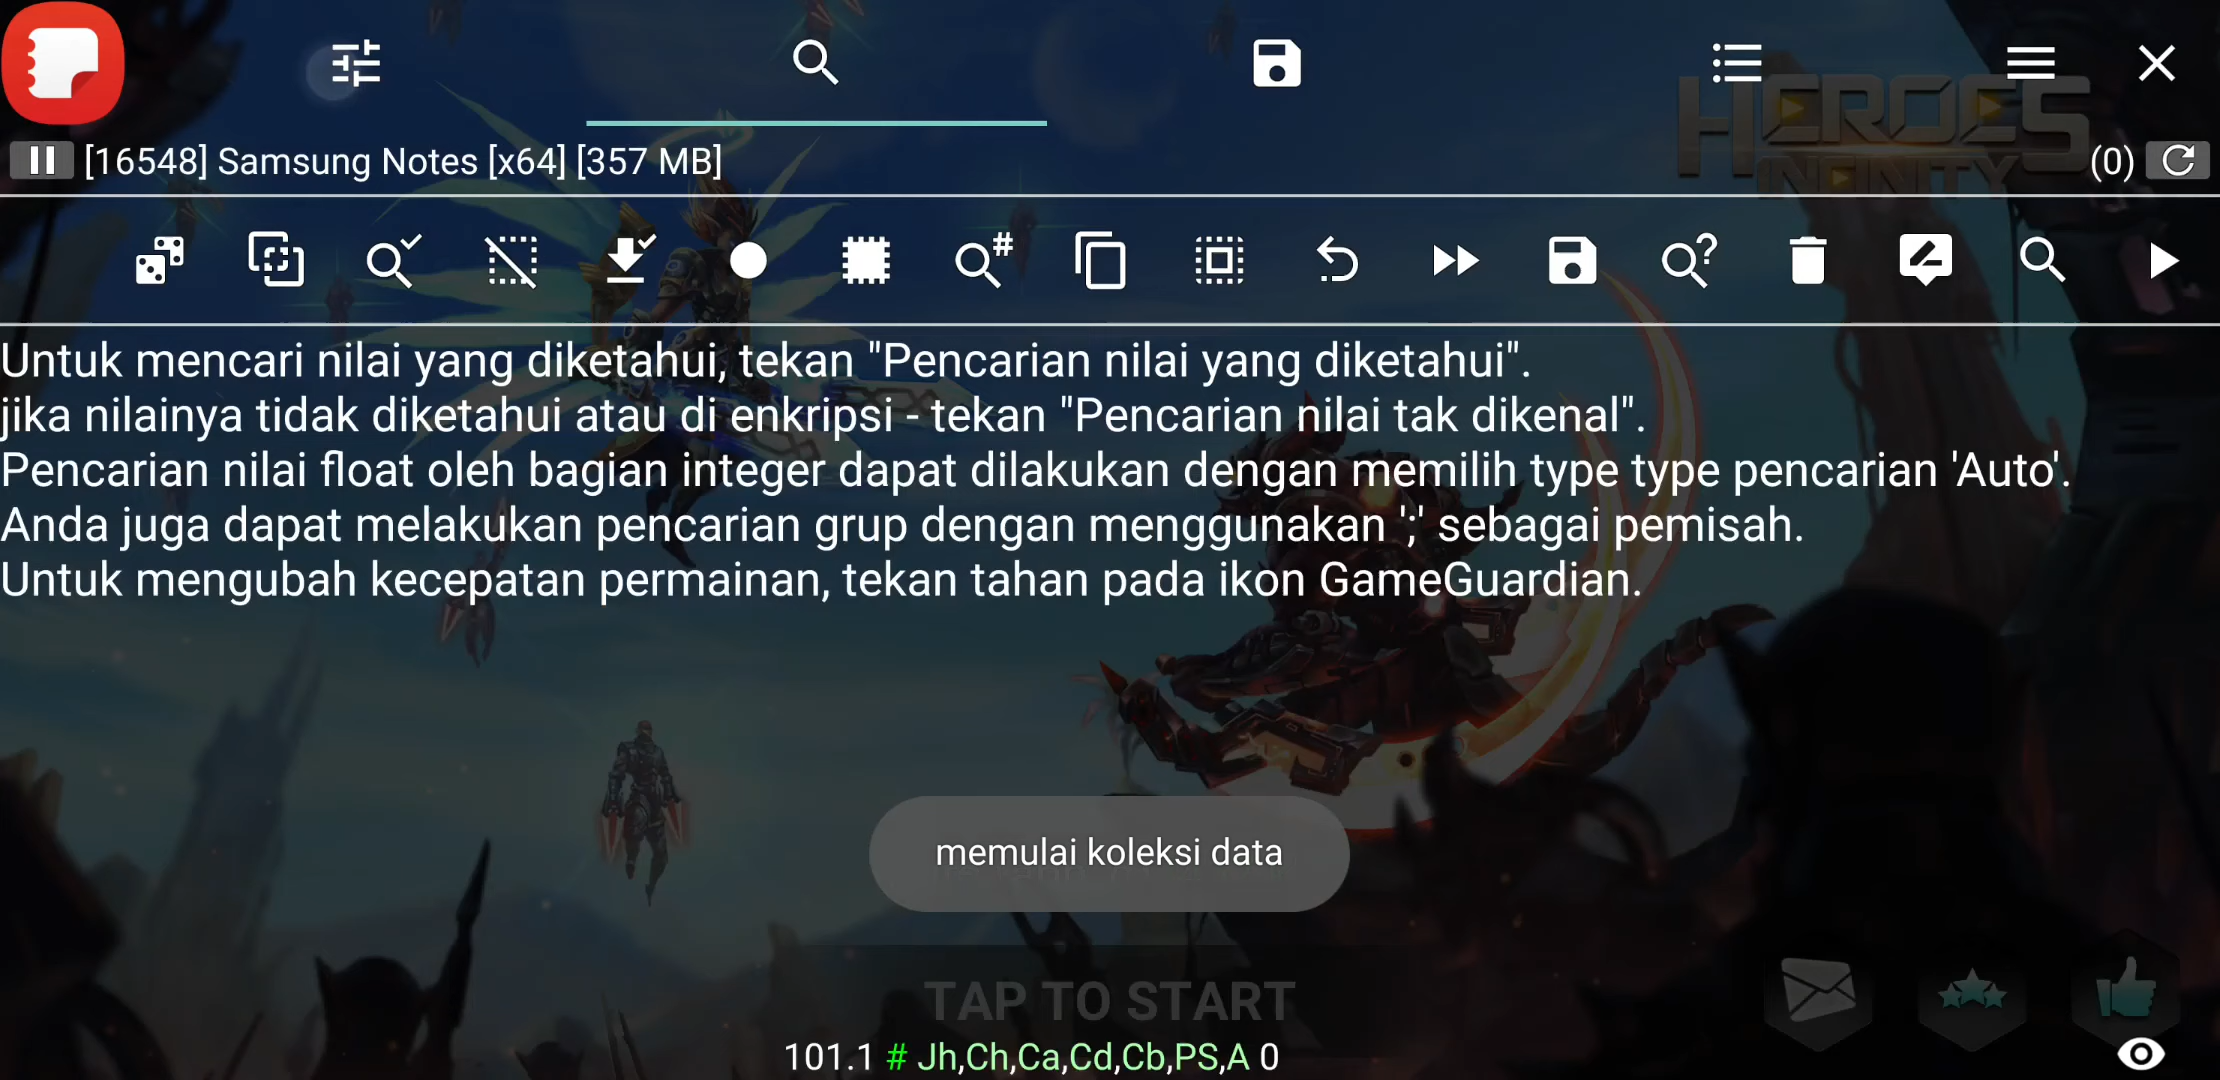 HEROES
INFINITY
[16548] Samsung Notes [x64] [357 MB]
(0)
#
?
Untuk mencari nilai yang diketahui, tekan "Pencarian nilai yang diketahui".
jika nilainya tidak diketahui atau di enkripsi - tekan "Pencarian nilai tak dikenal".
Pencarian nilai float oleh bagian integer dapat dilakukan dengan memilih type type pencarian 'Auto'.
Anda juga dapat melakukan pencarian grup dengan menggunakan ';' sebagai pemisah.
Untuk mengubah kecepatan permainan, tekan tahan pada ikon GameGuardian.
memulai koleksi data
TAP TO START
101.1 # Jh,Ch,Ca,Cd,Cb,PS,A 0